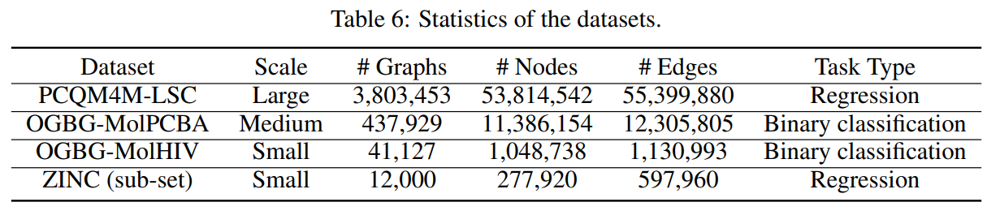 Table 6: Statistics of the datasets.
Dataset Scale # Graphs # Nodes # Edges Task Type
PCQM4M-LSC Large 3,803,453 53,814,542 55,399,880 Regression
OGBG-MolPCBA Medium 437,929 11,386,154 12,305,805 Binary classification
OGBG-MolHIV Small 41,127 1,048,738 1,130,993 Binary classification
ZINC (sub-set) Small 12,000 277,920 597,960 Regression